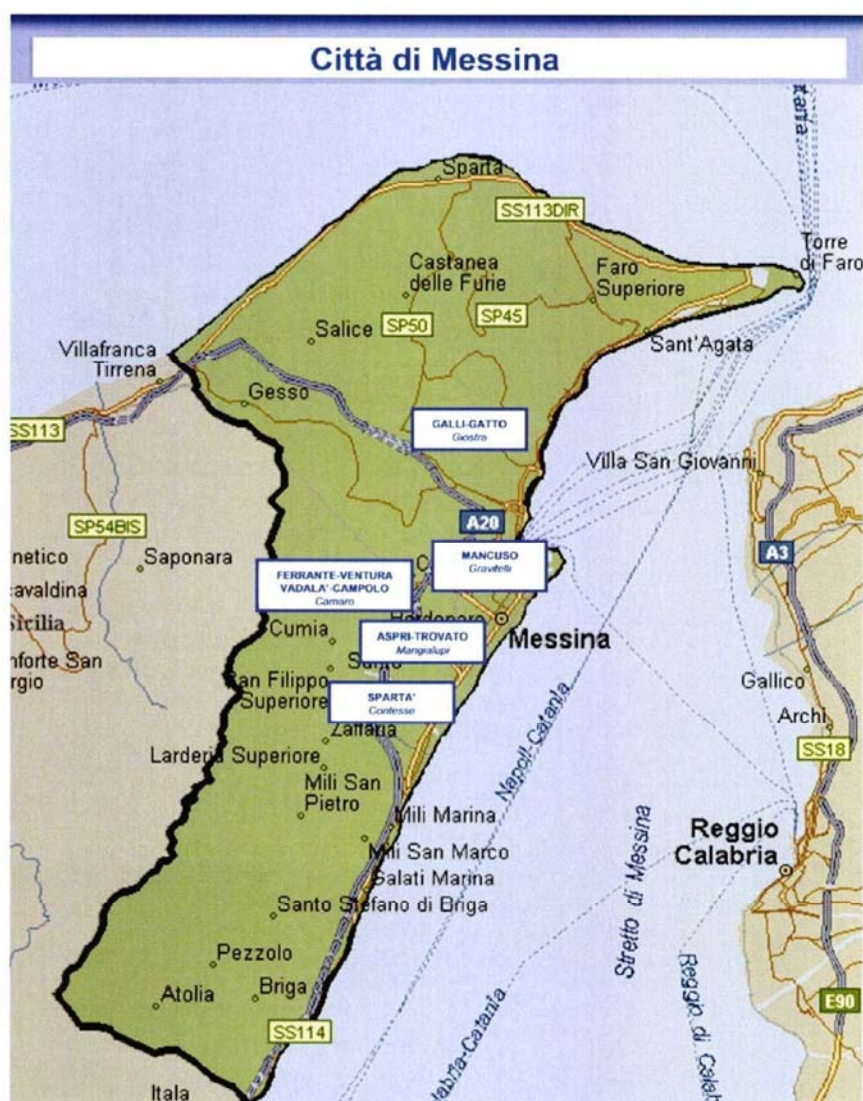 Città di Messina
Sparta
SS113DIR
Torre
di Faro
Castanea
delle Furie
Faro
Superiore
SP50
SP45
Salice
Sant'Agata
Villafranca
Tirrena
Gesso
SS113
GALLI-GATTO
Giostra
Villa San Giovanni
SP54BIS
A20
A3
Saponara
MANCUSO
Gravitelli
FERRANTE-VENTURA
VADALA'-CAMPOLO
Camaro
Sicilia
Cumia
ASPRI-TROVATO
Mangialupi
Messina
San Filippo
Superiore
SPARTA'
Contesse
Gallico
Archi
SS18
Zaffaria
Larderia Superiore
Mili San
Pietro
Mili Marina
Mili San Marco
Galati Marina
Santo Stefano di Briga
Napoli-Catania
Stretto di Messina
Reggio
Calabria
Pezzolo
Briga
Atolia
SS114
E90
Itala